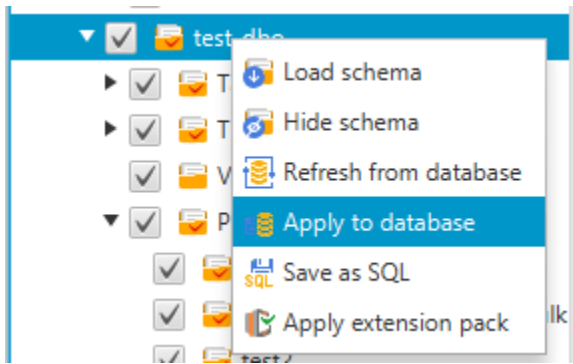 test_dbo
T
Load schema
T
Hide schema
V
Refresh from database
P
Apply to database
SQL
Save as SQL
lk
Apply extension pack
test2